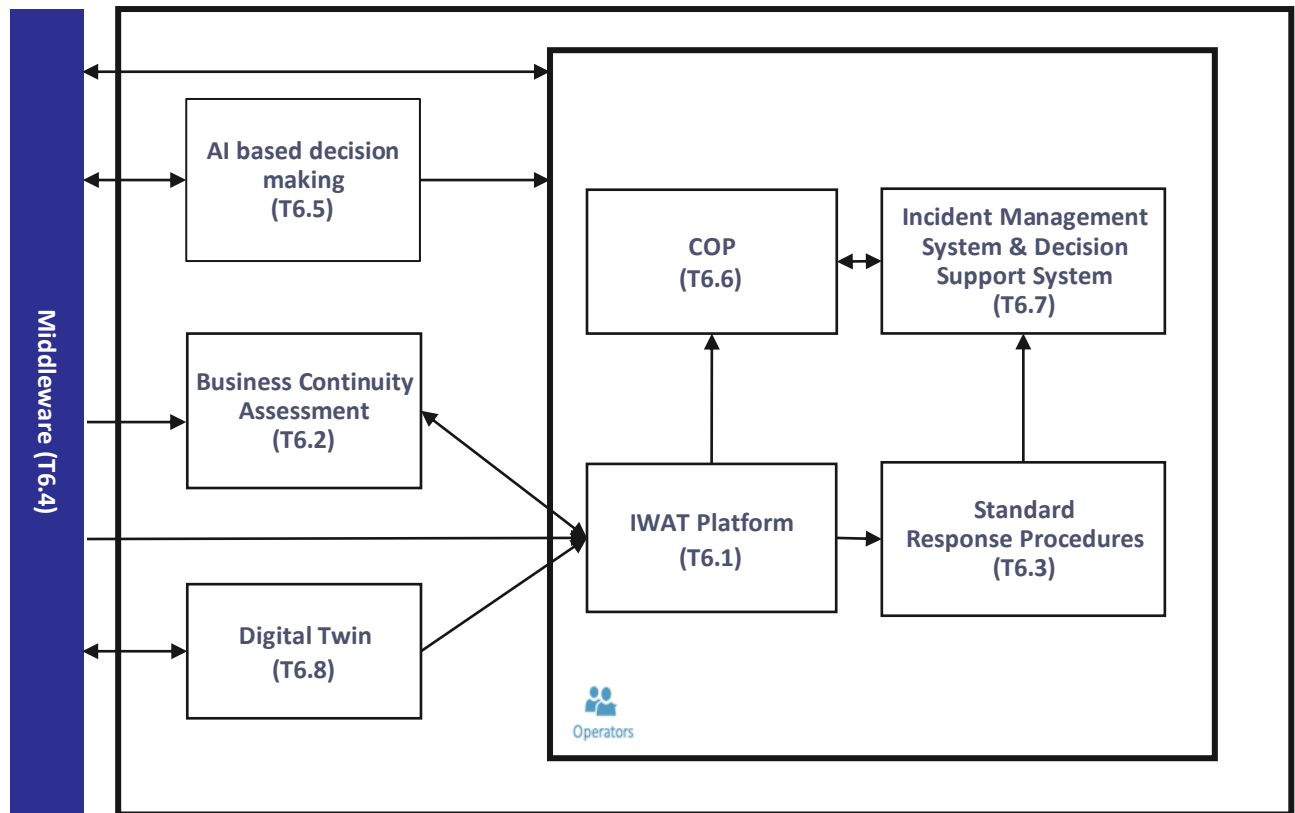 Middleware (T6.4)
AI based decision
making
(T6.5)
Business Continuity
Assessment
(T6.2)
Digital Twin
(T6.8)
COP
(T6.6)
Incident Management
System & Decision
Support System
(T6.7)
IWAT Platform
(T6.1)
Standard
Response Procedures
(T6.3)
Operators